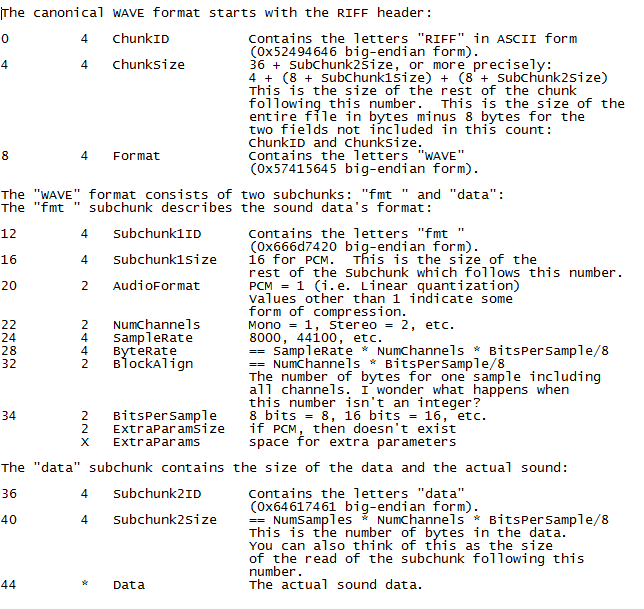 The canonical WAVE format starts with the RIFF header:
0 4 ChunkID Contains the letters "RIFF" in ASCII form
(0x52494646 big-endian form).
4 4 ChunkSize 36 + SubChunk2Size, or more precisely:
4 + (8 + SubChunk1Size) + (8 + SubChunk2Size)
This is the size of the rest of the chunk
following this number. This is the size of the
entire file in bytes minus 8 bytes for the
two fields not included in this count:
ChunkID and ChunkSize.
8 4 Format Contains the letters "WAVE"
(0x57415645 big-endian form).
The "WAVE" format consists of two subchunks: "fmt " and "data":
The "fmt " subchunk describes the sound data's format:
12 4 Subchunk1ID Contains the letters "fmt "
(0x666d7420 big-endian form).
16 4 Subchunk1Size 16 for PCM. This is the size of the
rest of the Subchunk which follows this number.
20 2 AudioFormat PCM = 1 (i.e. Linear quantization)
Values other than 1 indicate some
form of compression.
22 2 NumChannels Mono = 1, Stereo = 2, etc.
24 4 SampleRate 8000, 44100, etc.
28 4 ByteRate == SampleRate * NumChannels * BitsPerSample/8
32 2 BlockAlign == NumChannels * BitsPerSample/8
The number of bytes for one sample including
all channels. I wonder what happens when
this number isn't an integer?
34 2 BitsPerSample 8 bits = 8, 16 bits = 16, etc.
2 ExtraParamSize if PCM, then doesn't exist
X ExtraParams space for extra parameters
The "data" subchunk contains the size of the data and the actual sound:
36 4 Subchunk2ID Contains the letters "data"
(0x64617461 big-endian form).
40 4 Subchunk2Size == NumSamples * NumChannels * BitsPerSample/8
This is the number of bytes in the data.
You can also think of this as the size
of the read of the subchunk following this
number.
44 * Data The actual sound data.